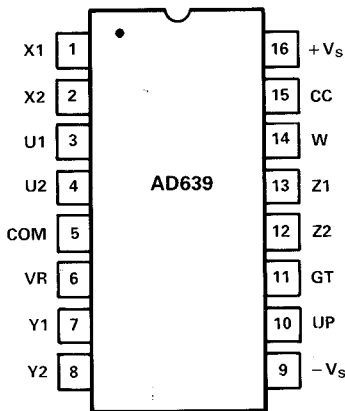 X1 1 16 +VS
X2 2 15 CC
U1 3 14 W
U2 4 AD639 13 Z1
COM 5 12 Z2
VR 6 11 GT
Y1 7 10 UP
Y2 8 9 −VS